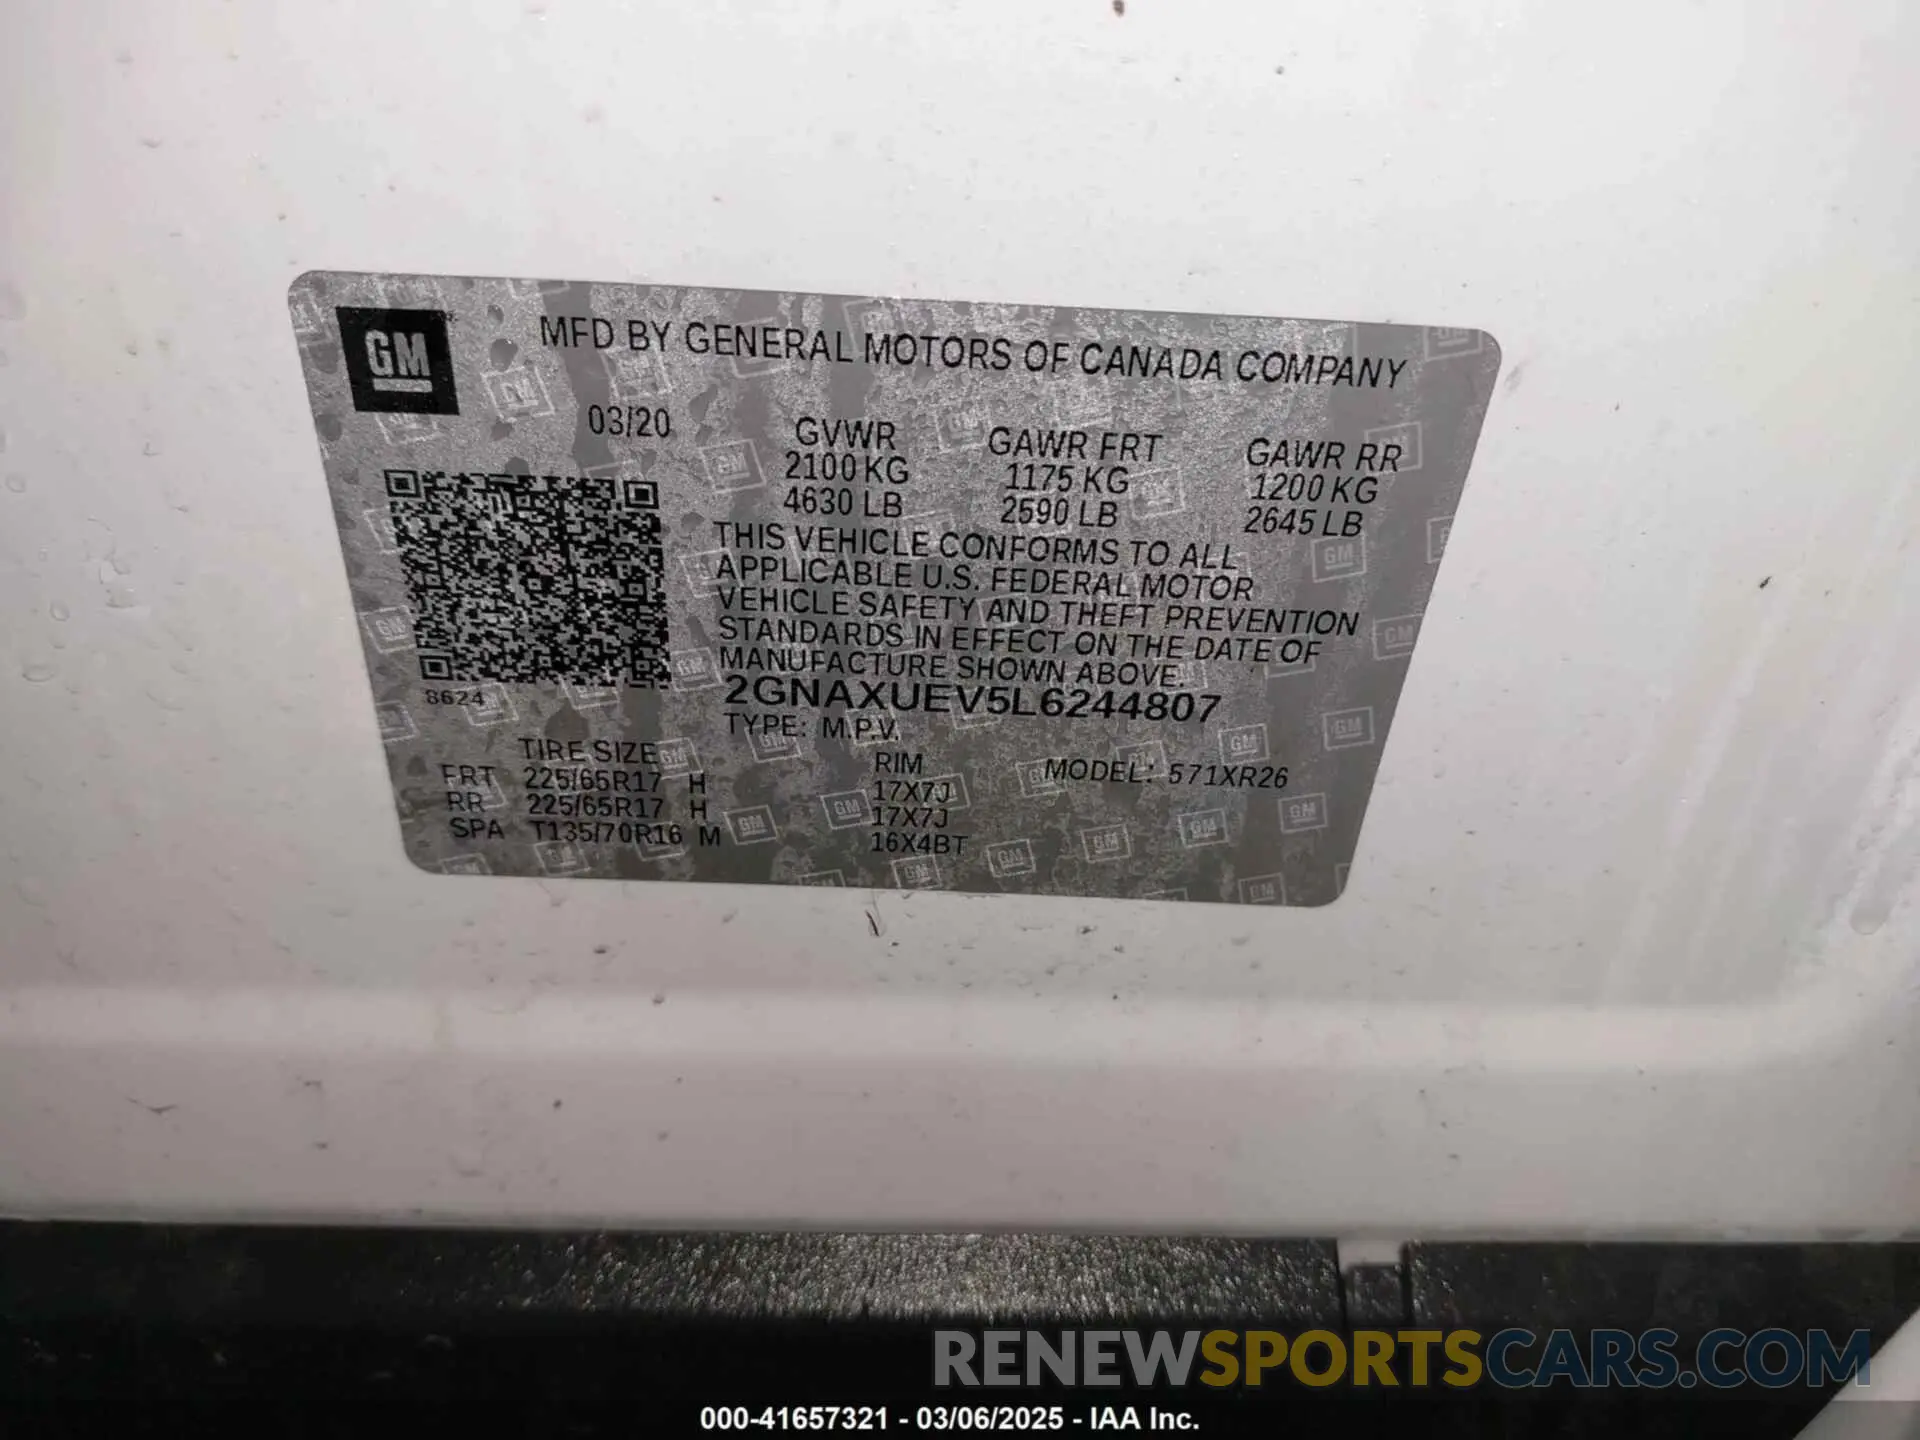 GM
MFD BY GENERAL MOTORS OF CANADA COMPANY
03/20
GVWR GAWR FRT GAWR RR
2100 KG 1175 KG 1200 KG
4630 LB 2590 LB 2645 LB
THIS VEHICLE CONFORMS TO ALL
APPLICABLE U.S. FEDERAL MOTOR
VEHICLE SAFETY AND THEFT PREVENTION
STANDARDS IN EFFECT ON THE DATE OF
MANUFACTURE SHOWN ABOVE.
8624
2GNAXUEV5L6244807
TYPE: M.P.V.
TIRE SIZE RIM MODEL: 571XR26
FRT 225/65R17 H 17X7J
RR 225/65R17 H 17X7J
SPA T135/70R16 M 16X4BT
RENEWSPORTSCARS.COM
000-41657321 - 03/06/2025 - IAA Inc.